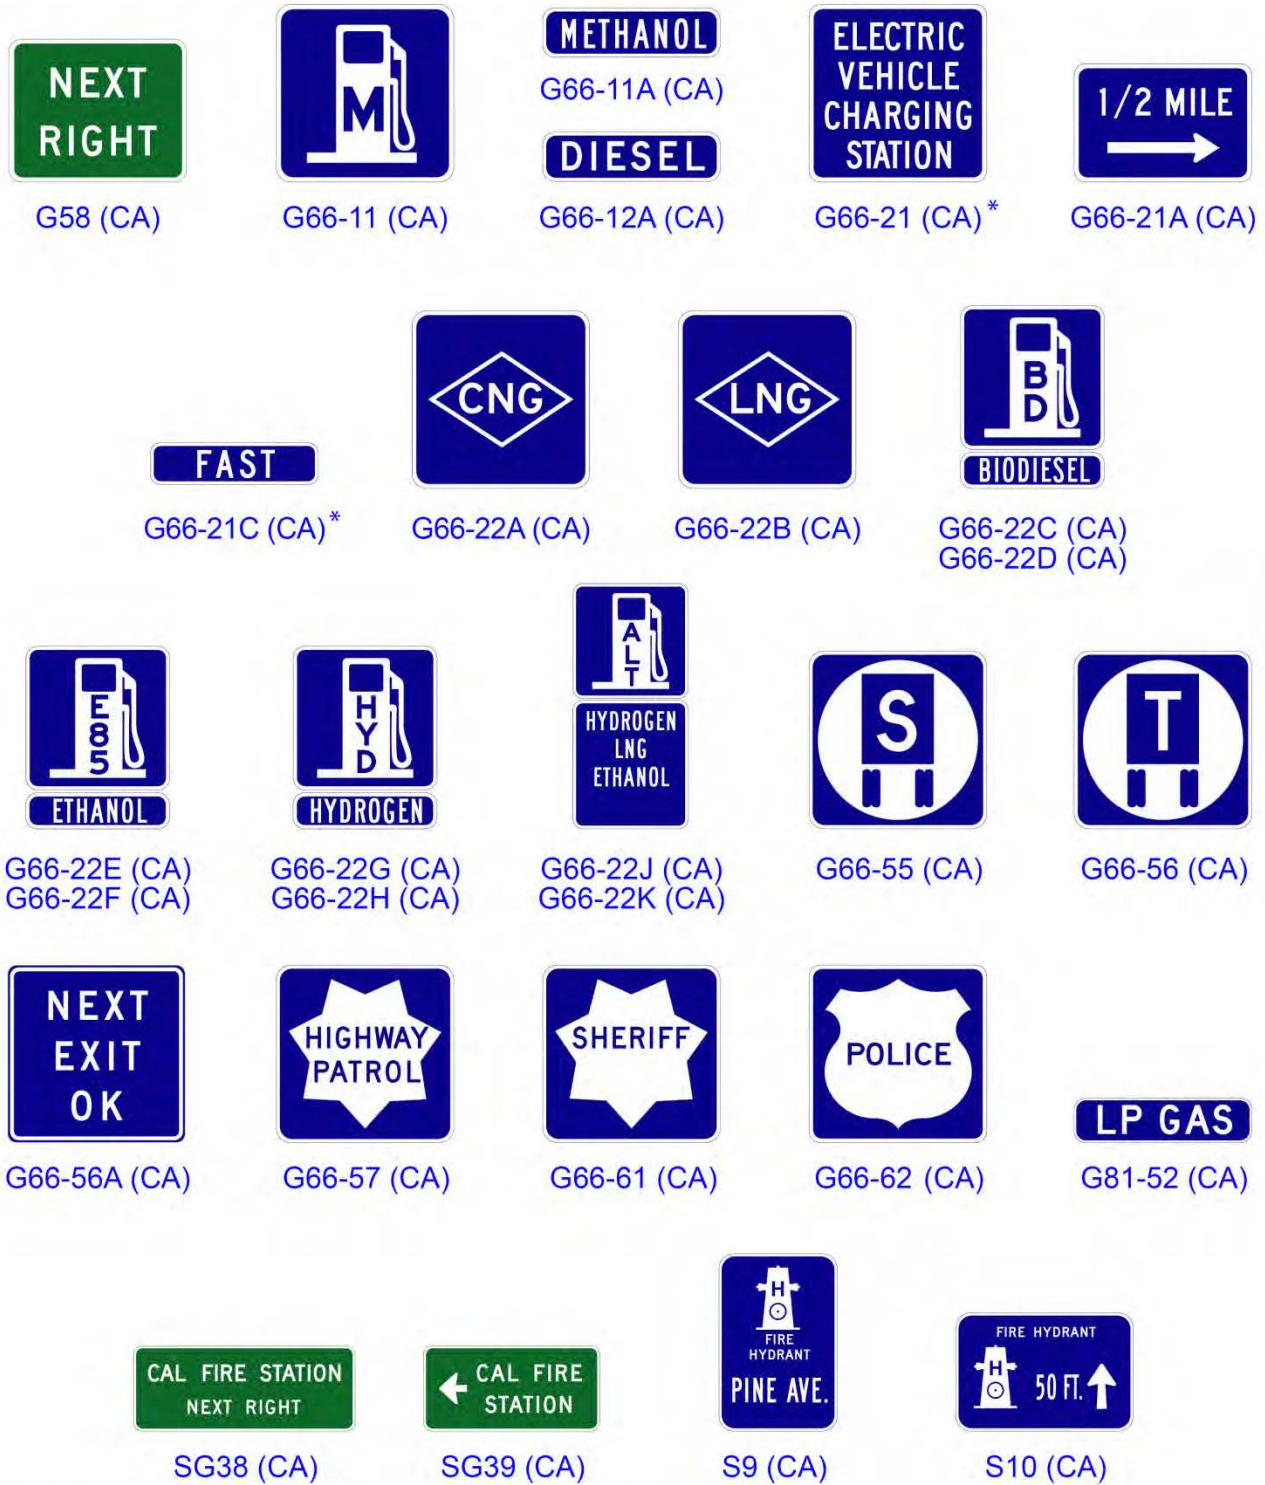 NEXT
RIGHT
G58 (CA)
M
G66-11 (CA)
METHANOL
G66-11A (CA)
DIESEL
G66-12A (CA)
ELECTRIC
VEHICLE
CHARGING
STATION
G66-21 (CA)*
1/2 MILE
G66-21A (CA)
FAST
G66-21C (CA)*
CNG
G66-22A (CA)
LNG
G66-22B (CA)
B
D
BIODIESEL
G66-22C (CA)
G66-22D (CA)
E
8
5
ETHANOL
G66-22E (CA)
G66-22F (CA)
H
Y
D
HYDROGEN
G66-22G (CA)
G66-22H (CA)
A
L
T
HYDROGEN
LNG
ETHANOL
G66-22J (CA)
G66-22K (CA)
S
G66-55 (CA)
T
G66-56 (CA)
NEXT
EXIT
OK
G66-56A (CA)
HIGHWAY
PATROL
G66-57 (CA)
SHERIFF
G66-61 (CA)
POLICE
G66-62 (CA)
LP GAS
G81-52 (CA)
CAL FIRE STATION
NEXT RIGHT
SG38 (CA)
CAL FIRE
STATION
SG39 (CA)
H
FIRE
HYDRANT
PINE AVE.
S9 (CA)
FIRE HYDRANT
H
50 FT.
S10 (CA)